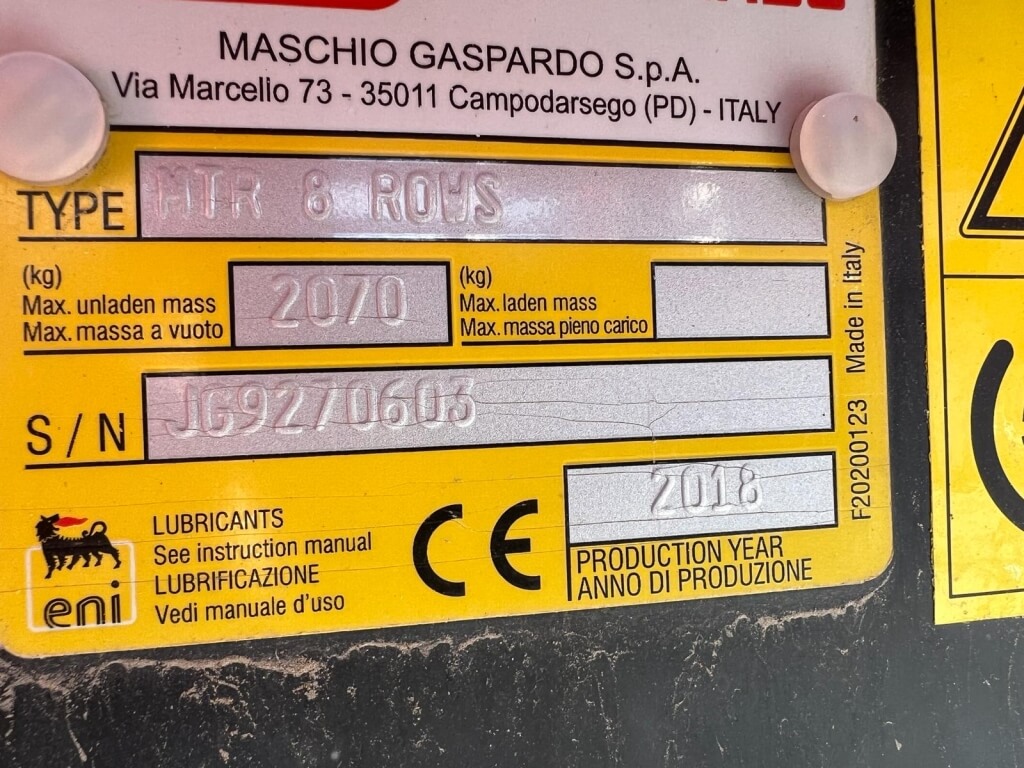 MASCHIO GASPARDO S.p.A.
Via Marcello 73 - 35011 Campodarsego (PD) - ITALY
TYPE MTR 8 ROWS
(kg)
Max. unladen mass
Max. massa a vuoto
2070
(kg)
Max. laden mass
Max. massa pieno carico
S/N JG9270603
2018
PRODUCTION YEAR
ANNO DI PRODUZIONE
LUBRICANTS
See instruction manual
LUBRIFICAZIONE
Vedi manuale d'uso
eni
CE
F20200123 Made in Italy